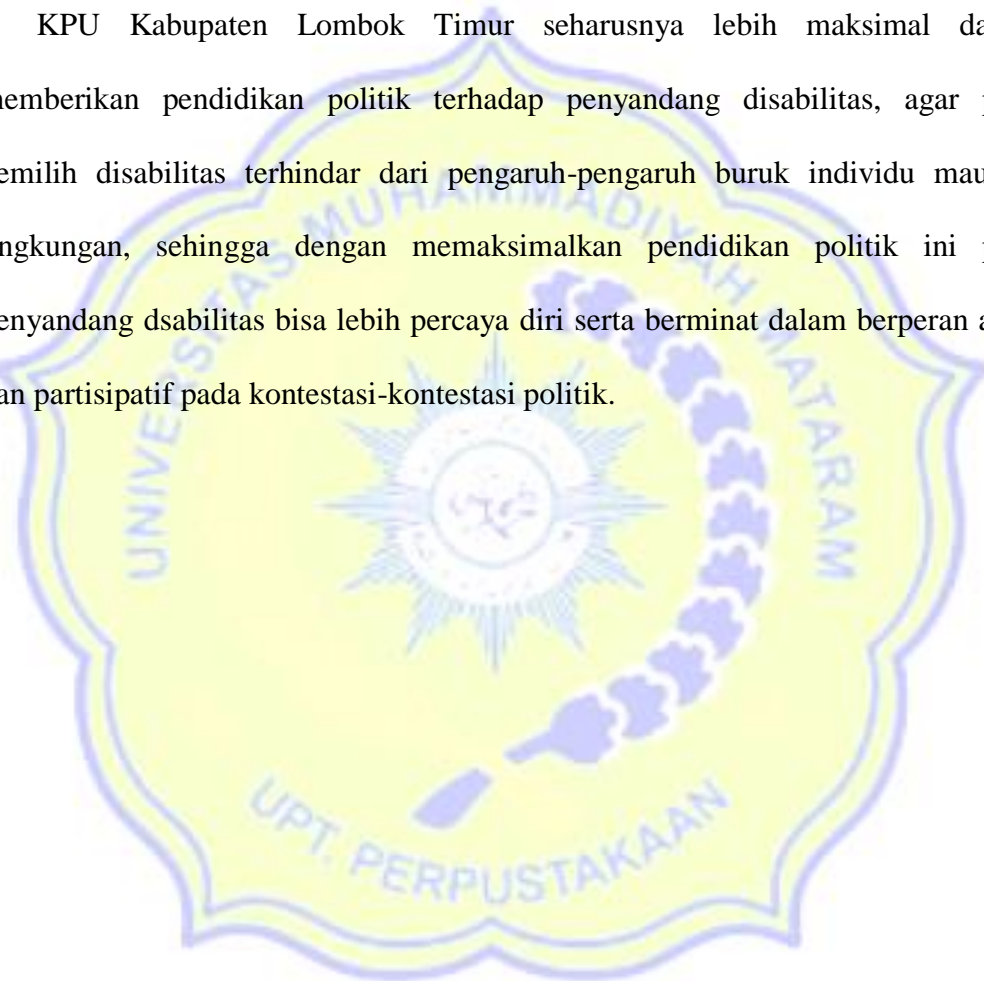 KPU Kabupaten Lombok Timur seharusnya lebih maksimal da
memberikan pendidikan politik terhadap penyandang disabilitas, agar p
emilih disabilitas terhindar dari pengaruh-pengaruh buruk individu mau
ngkungan, sehingga dengan memaksimalkan pendidikan politik ini p
enyandang dsabilitas bisa lebih percaya diri serta berminat dalam berperan a
an partisipatif pada kontestasi-kontestasi politik.
UNIVERSITAS MUHAMMADIYAH MATARAM
UPT. PERPUSTAKAAN